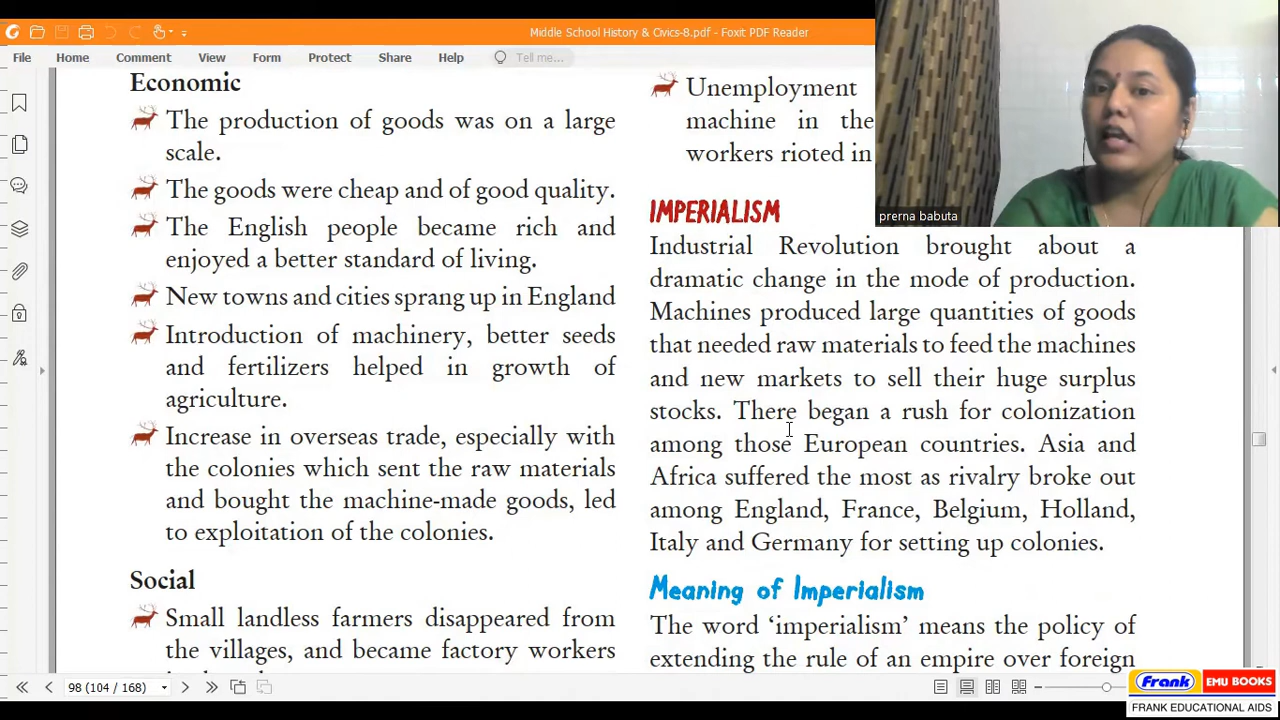 Middle School History & Civics-8.pdf - Foxit PDF Reader
File Home Comment View Form Protect Share Help Tell me...
Economic
The production of goods was on a large
scale.
The goods were cheap and of good quality.
The English people became rich and
enjoyed a better standard of living.
New towns and cities sprang up in England
Introduction of machinery, better seeds
and fertilizers helped in growth of
agriculture.
Increase in overseas trade, especially with
the colonies which sent the raw materials
and bought the machine-made goods, led
to exploitation of the colonies.
Social
Small landless farmers disappeared from
the villages, and became factory workers
Unemployment
machine in the
workers rioted in
IMPERIALISM
Industrial Revolution brought about a
dramatic change in the mode of production.
Machines produced large quantities of goods
that needed raw materials to feed the machines
and new markets to sell their huge surplus
stocks. There began a rush for colonization
among those European countries. Asia and
Africa suffered the most as rivalry broke out
among England, France, Belgium, Holland,
Italy and Germany for setting up colonies.
Meaning of Imperialism
The word ‘imperialism’ means the policy of
extending the rule of an empire over foreign
prerna babuta
98 (104 / 168)
Frank EMU BOOKS
FRANK EDUCATIONAL AIDS